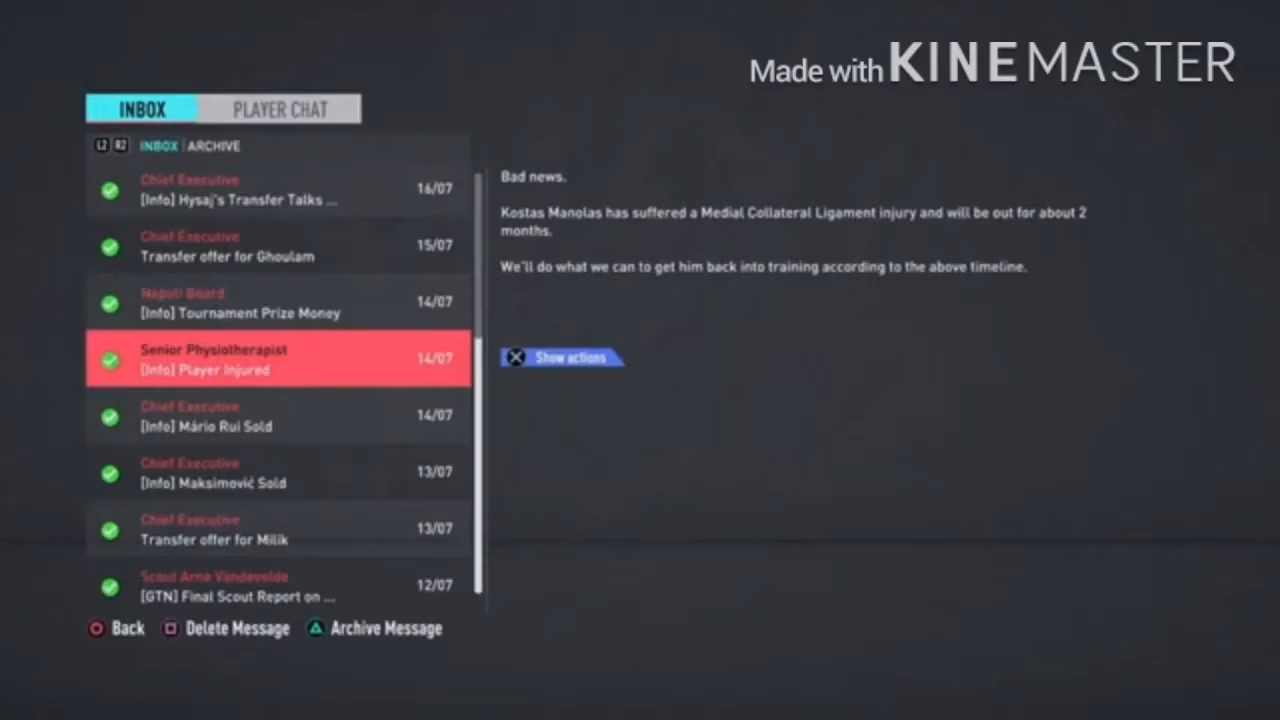 Made with KINEMASTER
INBOX PLAYER CHAT
L2 R2 INBOX | ARCHIVE
Chief Executive
[Info] Hysaj's Transfer Talks ...
16/07
Chief Executive
Transfer offer for Ghoulam
15/07
Napoli Board
[Info] Tournament Prize Money
14/07
Senior Physiotherapist
[Info] Player Injured
14/07
Chief Executive
[Info] Mário Rui Sold
14/07
Chief Executive
[Info] Maksimović Sold
13/07
Chief Executive
Transfer offer for Milik
13/07
Scout Arne Vandevelde
[GTN] Final Scout Report on ...
12/07
Bad news.
Kostas Manolas has suffered a Medial Collateral Ligament injury and will be out for about 2
months.
We'll do what we can to get him back into training according to the above timeline.
Show actions
Back Delete Message Archive Message